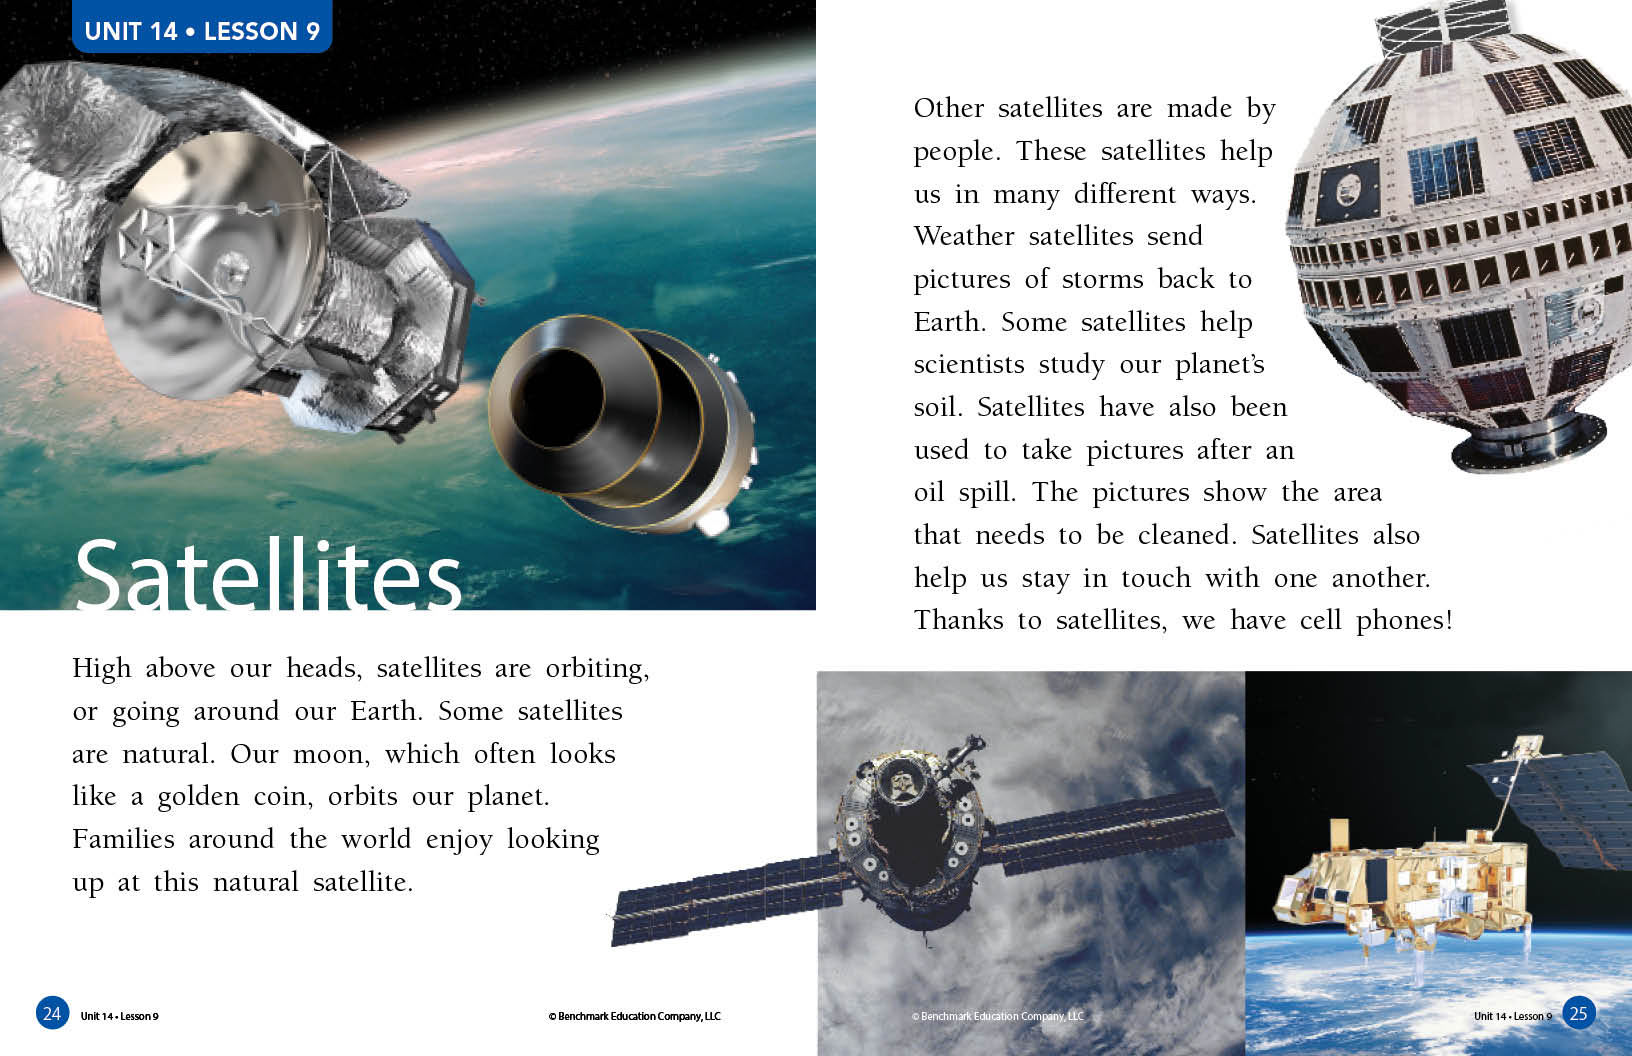 UNIT 14 • LESSON 9
Satellites
High above our heads, satellites are orbiting,
or going around our Earth. Some satellites
are natural. Our moon, which often looks
like a golden coin, orbits our planet.
Families around the world enjoy looking
up at this natural satellite.
24
Unit 14 • Lesson 9
© Benchmark Education Company, LLC
Other satellites are made by
people. These satellites help
us in many different ways.
Weather satellites send
pictures of storms back to
Earth. Some satellites help
scientists study our planet’s
soil. Satellites have also been
used to take pictures after an
oil spill. The pictures show the area
that needs to be cleaned. Satellites also
help us stay in touch with one another.
Thanks to satellites, we have cell phones!
© Benchmark Education Company, LLC
Unit 14 • Lesson 9
25